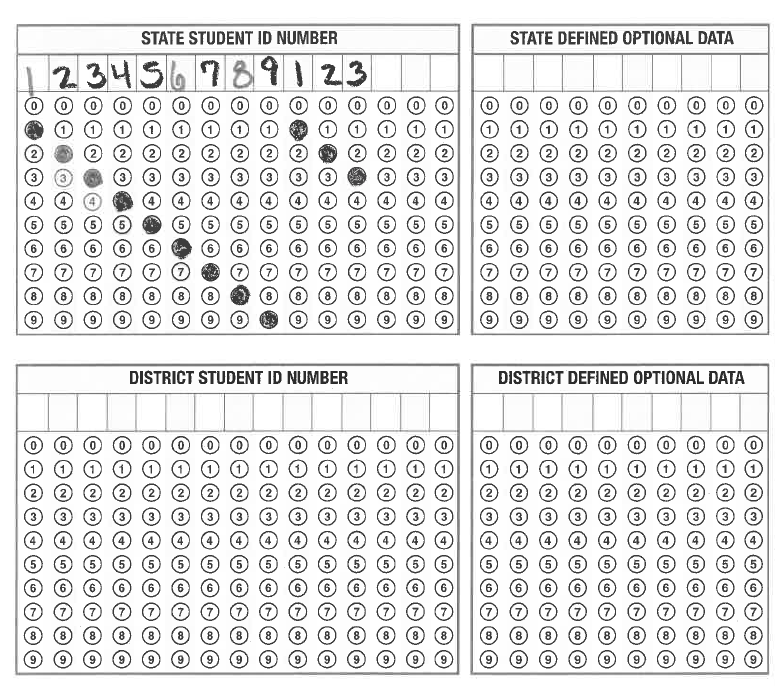 STATE STUDENT ID NUMBER
1 2 3 4 5 6 7 8 9 1 2 3
0 0 0 0 0 0 0 0 0 0 0 0 0 0 0
1 1 1 1 1 1 1 1 1 1 1 1 1
2 2 2 2 2 2 2 2 2 2 2 2 2
3 3 3 3 3 3 3 3 3 3 3 3 3
4 4 4 4 4 4 4 4 4 4 4 4 4 4
5 5 5 5 5 5 5 5 5 5 5 5 5 5
6 6 6 6 6 6 6 6 6 6 6 6 6 6
7 7 7 7 7 7 7 7 7 7 7 7 7 7
8 8 8 8 8 8 8 8 8 8 8 8 8 8
9 9 9 9 9 9 9 9 9 9 9 9 9 9
STATE DEFINED OPTIONAL DATA
0 0 0 0 0 0 0 0 0 0
1 1 1 1 1 1 1 1 1 1
2 2 2 2 2 2 2 2 2 2
3 3 3 3 3 3 3 3 3 3
4 4 4 4 4 4 4 4 4 4
5 5 5 5 5 5 5 5 5 5
6 6 6 6 6 6 6 6 6 6
7 7 7 7 7 7 7 7 7 7
8 8 8 8 8 8 8 8 8 8
9 9 9 9 9 9 9 9 9 9
DISTRICT STUDENT ID NUMBER
0 0 0 0 0 0 0 0 0 0 0 0 0 0 0
1 1 1 1 1 1 1 1 1 1 1 1 1 1 1
2 2 2 2 2 2 2 2 2 2 2 2 2 2 2
3 3 3 3 3 3 3 3 3 3 3 3 3 3 3
4 4 4 4 4 4 4 4 4 4 4 4 4 4 4
5 5 5 5 5 5 5 5 5 5 5 5 5 5 5
6 6 6 6 6 6 6 6 6 6 6 6 6 6 6
7 7 7 7 7 7 7 7 7 7 7 7 7 7 7
8 8 8 8 8 8 8 8 8 8 8 8 8 8 8
9 9 9 9 9 9 9 9 9 9 9 9 9 9 9
DISTRICT DEFINED OPTIONAL DATA
0 0 0 0 0 0 0 0 0 0
1 1 1 1 1 1 1 1 1 1
2 2 2 2 2 2 2 2 2 2
3 3 3 3 3 3 3 3 3 3
4 4 4 4 4 4 4 4 4 4
5 5 5 5 5 5 5 5 5 5
6 6 6 6 6 6 6 6 6 6
7 7 7 7 7 7 7 7 7 7
8 8 8 8 8 8 8 8 8 8
9 9 9 9 9 9 9 9 9 9